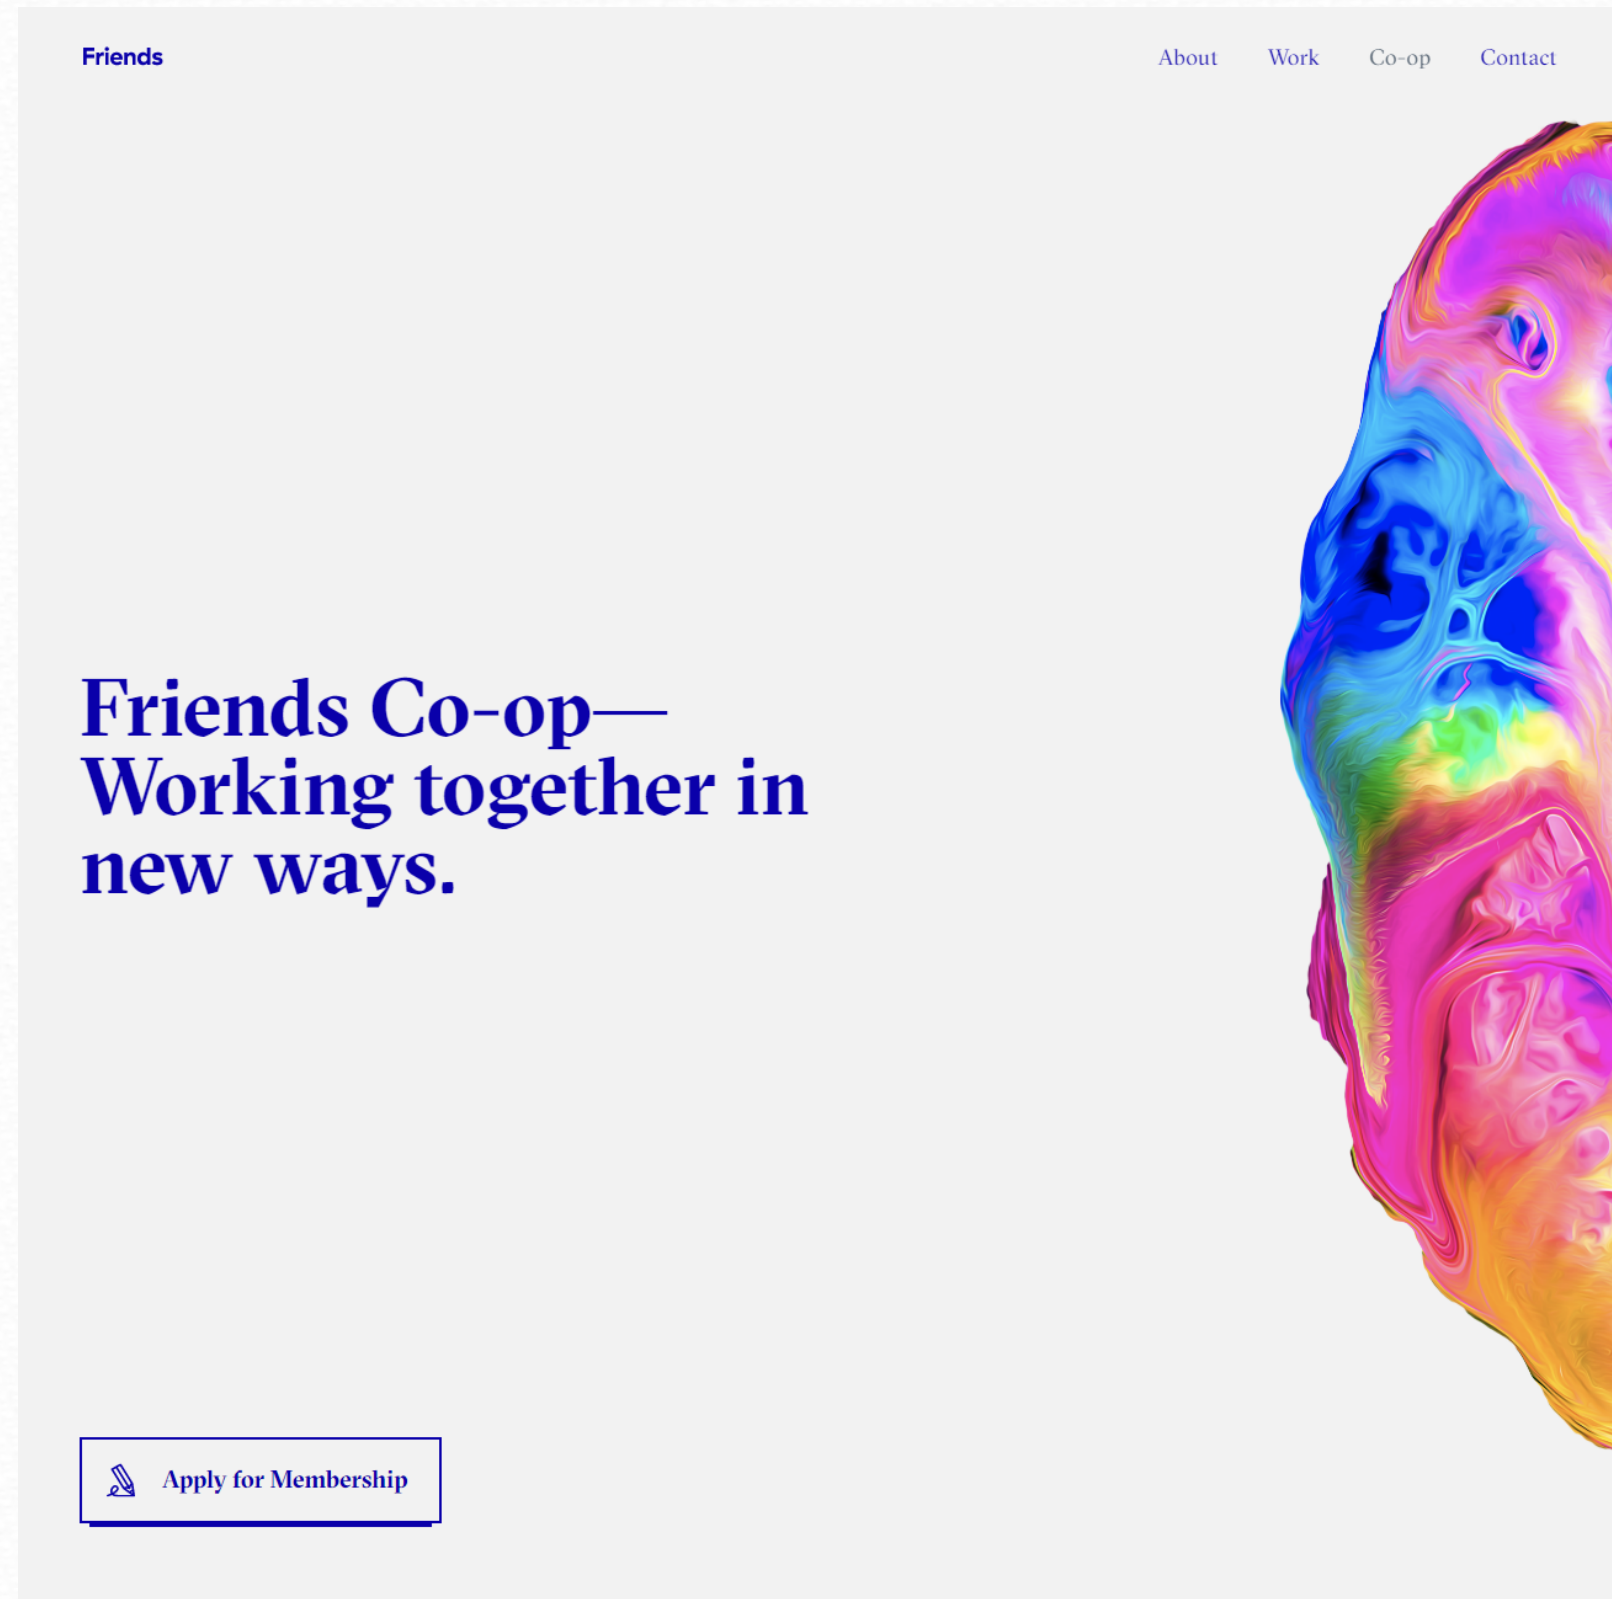 Friends
About Work Co-op Contact
Friends Co-op—
Working together in
new ways.
Apply for Membership